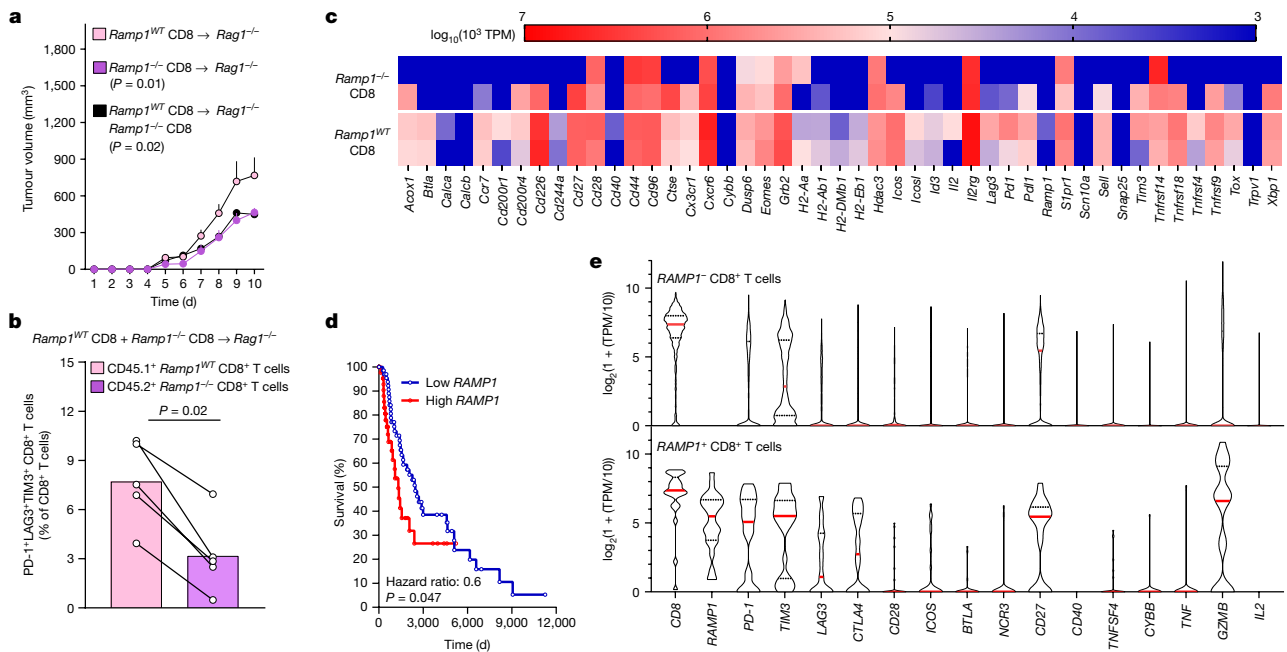 a
Tumour volume (mm3)
1,800
1,500
1,200
900
600
300
0
1 2 3 4 5 6 7 8 9 10
Time (d)
Ramp1WT CD8 → Rag1–/–
Ramp1–/– CD8 → Rag1–/–
(P = 0.01)
Ramp1WT CD8 → Rag1–/–
Ramp1–/– CD8
(P = 0.02)
b
Ramp1WT CD8 + Ramp1–/– CD8 → Rag1–/–
CD45.1+ Ramp1WT CD8+ T cells
CD45.2+ Ramp1–/– CD8+ T cells
P = 0.02
PD-1+LAG3+TIM3+ CD8+ T cells
(% of CD8+ T cells)
15
12
9
6
3
0
c
7 6 5 4 3
log10(103 TPM)
Ramp1–/–
CD8
Ramp1WT
CD8
Acox1
Btla
Calca
Calcb
Ccr7
Cd200r1
Cd200r4
Cd226
Cd244a
Cd27
Cd28
Cd40
Cd44
Cd96
Ctse
Cx3cr1
Cxcr6
Cybb
Dusp6
Eomes
Grb2
H2-Aa
H2-Ab1
H2-DMb1
H2-Eb1
Hdac3
Icos
Icosl
Id3
Il2
Il2rg
Lag3
Pd1
Pdl1
Ramp1
S1pr1
Scn10a
Sell
Snap25
Tim3
Tnfrsf14
Tnfrsf18
Tnfrsf4
Tnfrsf9
Tox
Trpv1
Xbp1
d
Survival (%)
100
90
80
70
60
50
40
30
20
10
0
Low RAMP1
High RAMP1
Hazard ratio: 0.6
P = 0.047
0 3,000 6,000 9,000 12,000
Time (d)
e
RAMP1– CD8+ T cells
log2(1 + (TPM/10))
10
5
0
RAMP1+ CD8+ T cells
log2(1 + (TPM/10))
10
5
0
CD8
RAMP1
PD-1
TIM3
LAG3
CTLA4
CD28
ICOS
BTLA
NCR3
CD27
CD40
TNFSF4
CYBB
TNF
GZMB
IL2